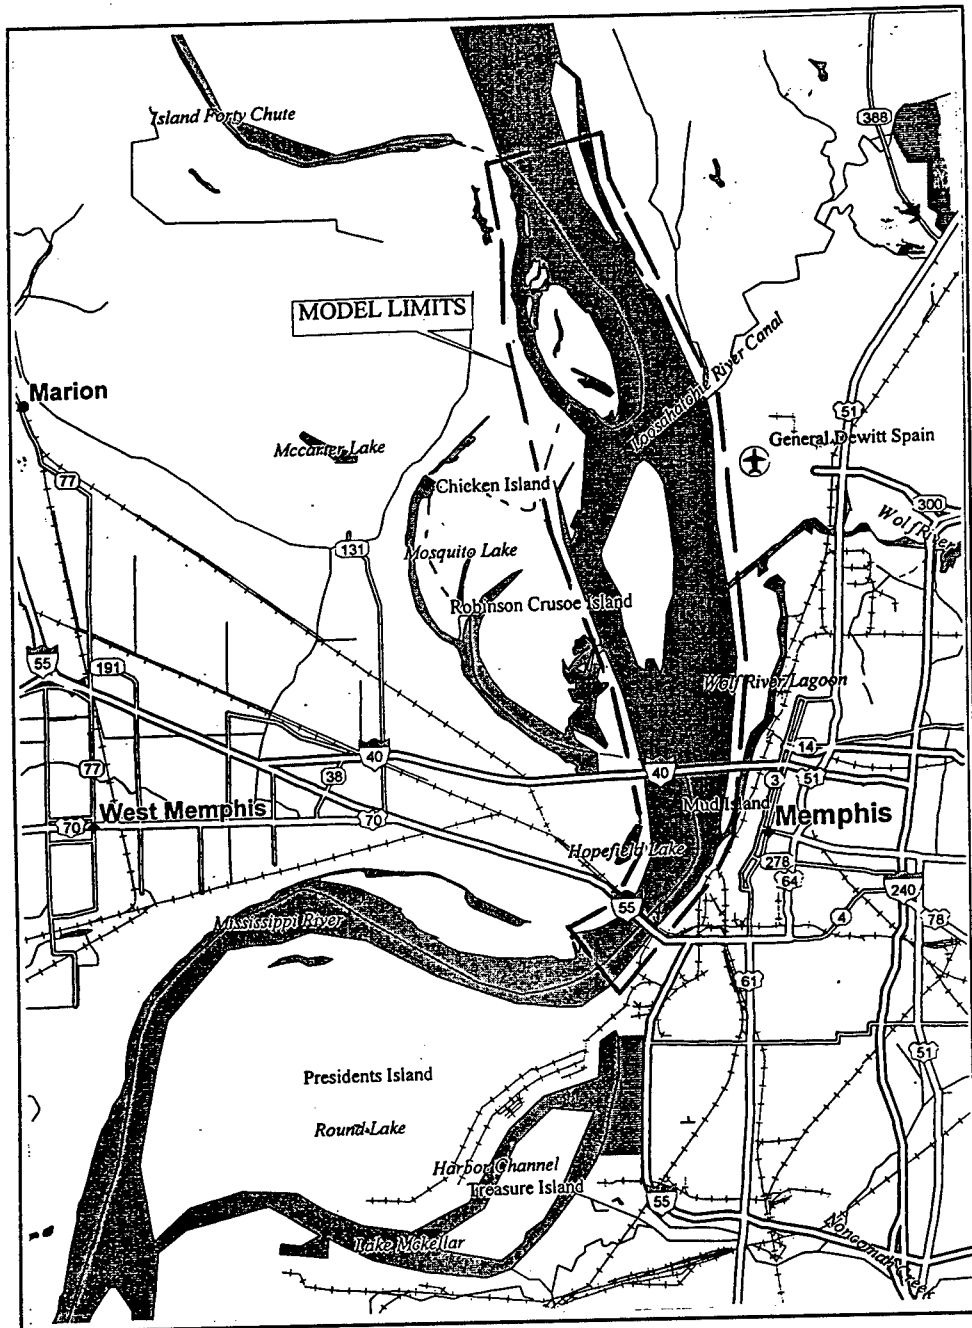 388
Island Forty Chute
MODEL LIMITS
Loosahatchie River Canal
Marion
51
General Dewitt Spain
Mccarter Lake
77
Chicken Island
300
Wolf River
131
Mosquito Lake
Robinson Crusoe Island
55
191
Wolf River Lagoon
14
40
40
77
38
3
51
Mud Island
West Memphis
70
70
Memphis
Hopefield Lake
278
64
240
55
4
78
Mississippi River
61
51
Presidents Island
Round Lake
Harbor Channel
Treasure Island
55
Lake Mckellar
Nonconnah Creek